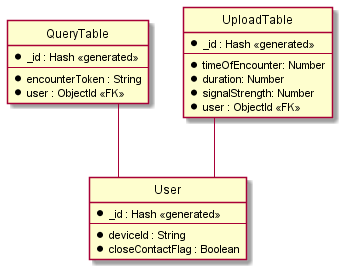 QueryTable
_id : Hash «generated»
encounterToken : String
user : ObjectId «FK»
UploadTable
_id : Hash «generated»
timeOfEncounter: Number
duration: Number
signalStrength: Number
user : ObjectId «FK»
User
_id : Hash «generated»
deviceId : String
closeContactFlag : Boolean